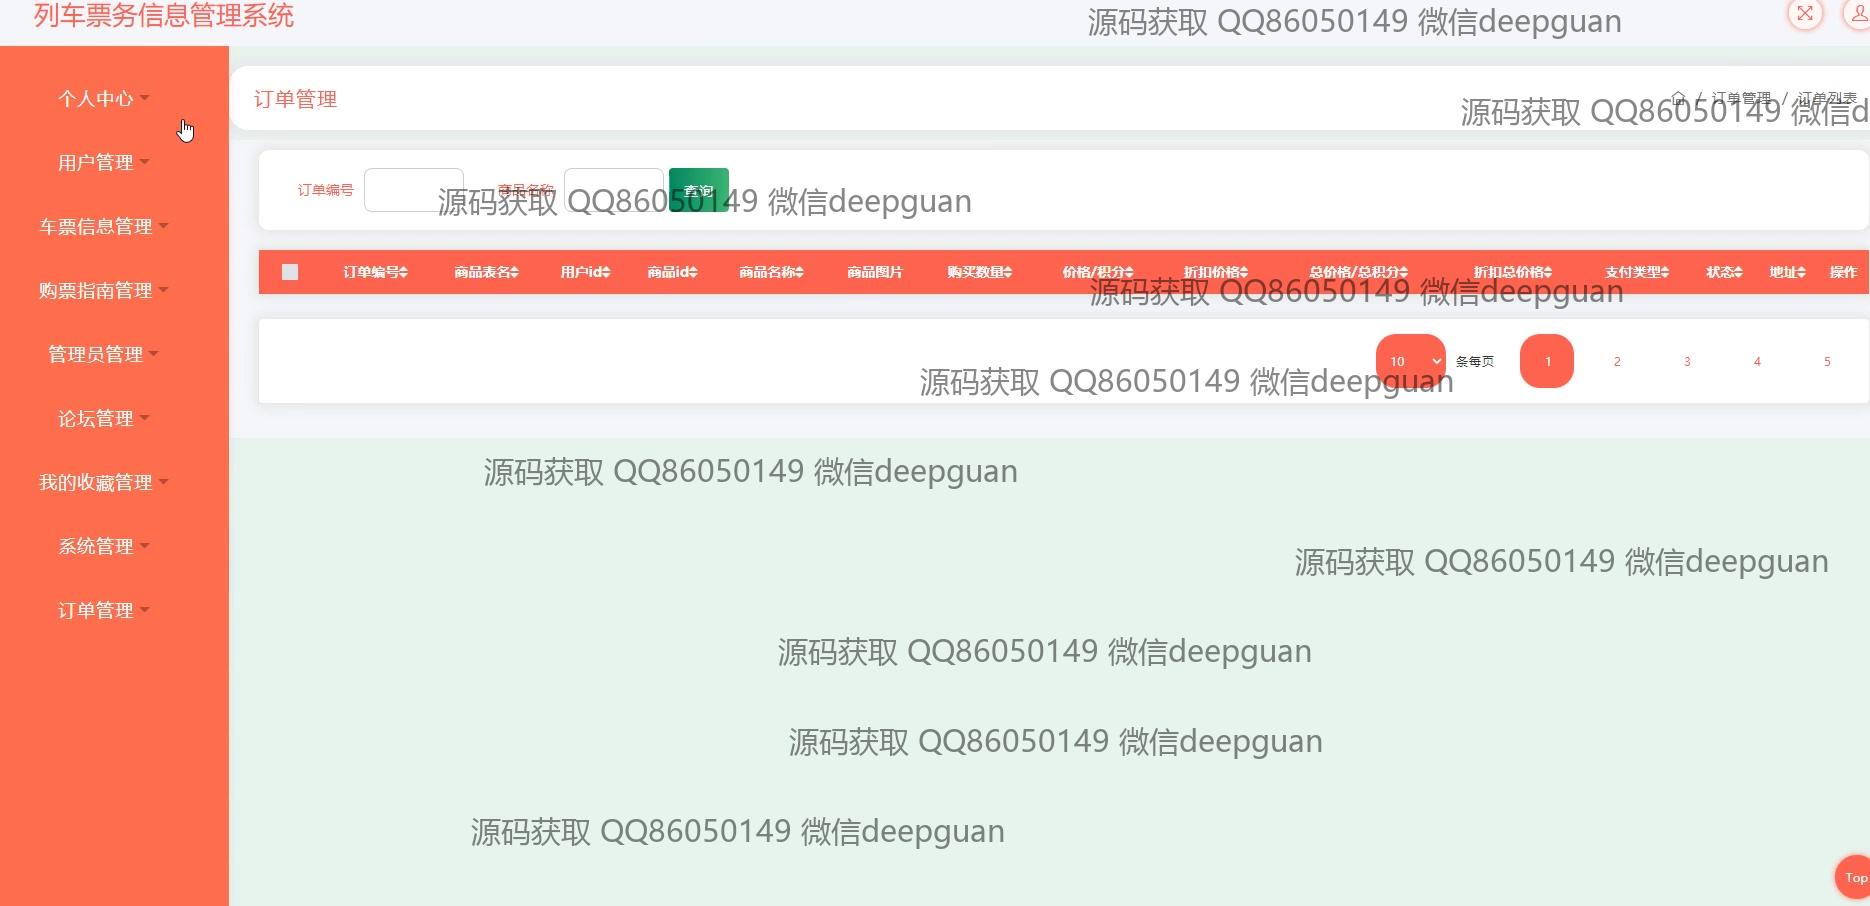 列车票务信息管理系统
源码获取 QQ86050149 微信deepguan
个人中心
订单管理
/ 订单管理 / 订单列表
源码获取 QQ86050149 微信d
用户管理
订单编号 商品名称 查询
源码获取 QQ86050149 微信deepguan
车票信息管理
订单编号 商品表名 用户id 商品id 商品名称 商品图片 购买数量 价格/积分 折扣价格 总价格/总积分 折扣总价格 支付类型 状态 地址 操作
购票指南管理
源码获取 QQ86050149 微信deepguan
管理员管理
10 条每页 1 2 3 4 5
源码获取 QQ86050149 微信deepguan
论坛管理
源码获取 QQ86050149 微信deepguan
我的收藏管理
系统管理
源码获取 QQ86050149 微信deepguan
订单管理
源码获取 QQ86050149 微信deepguan
源码获取 QQ86050149 微信deepguan
源码获取 QQ86050149 微信deepguan
Top